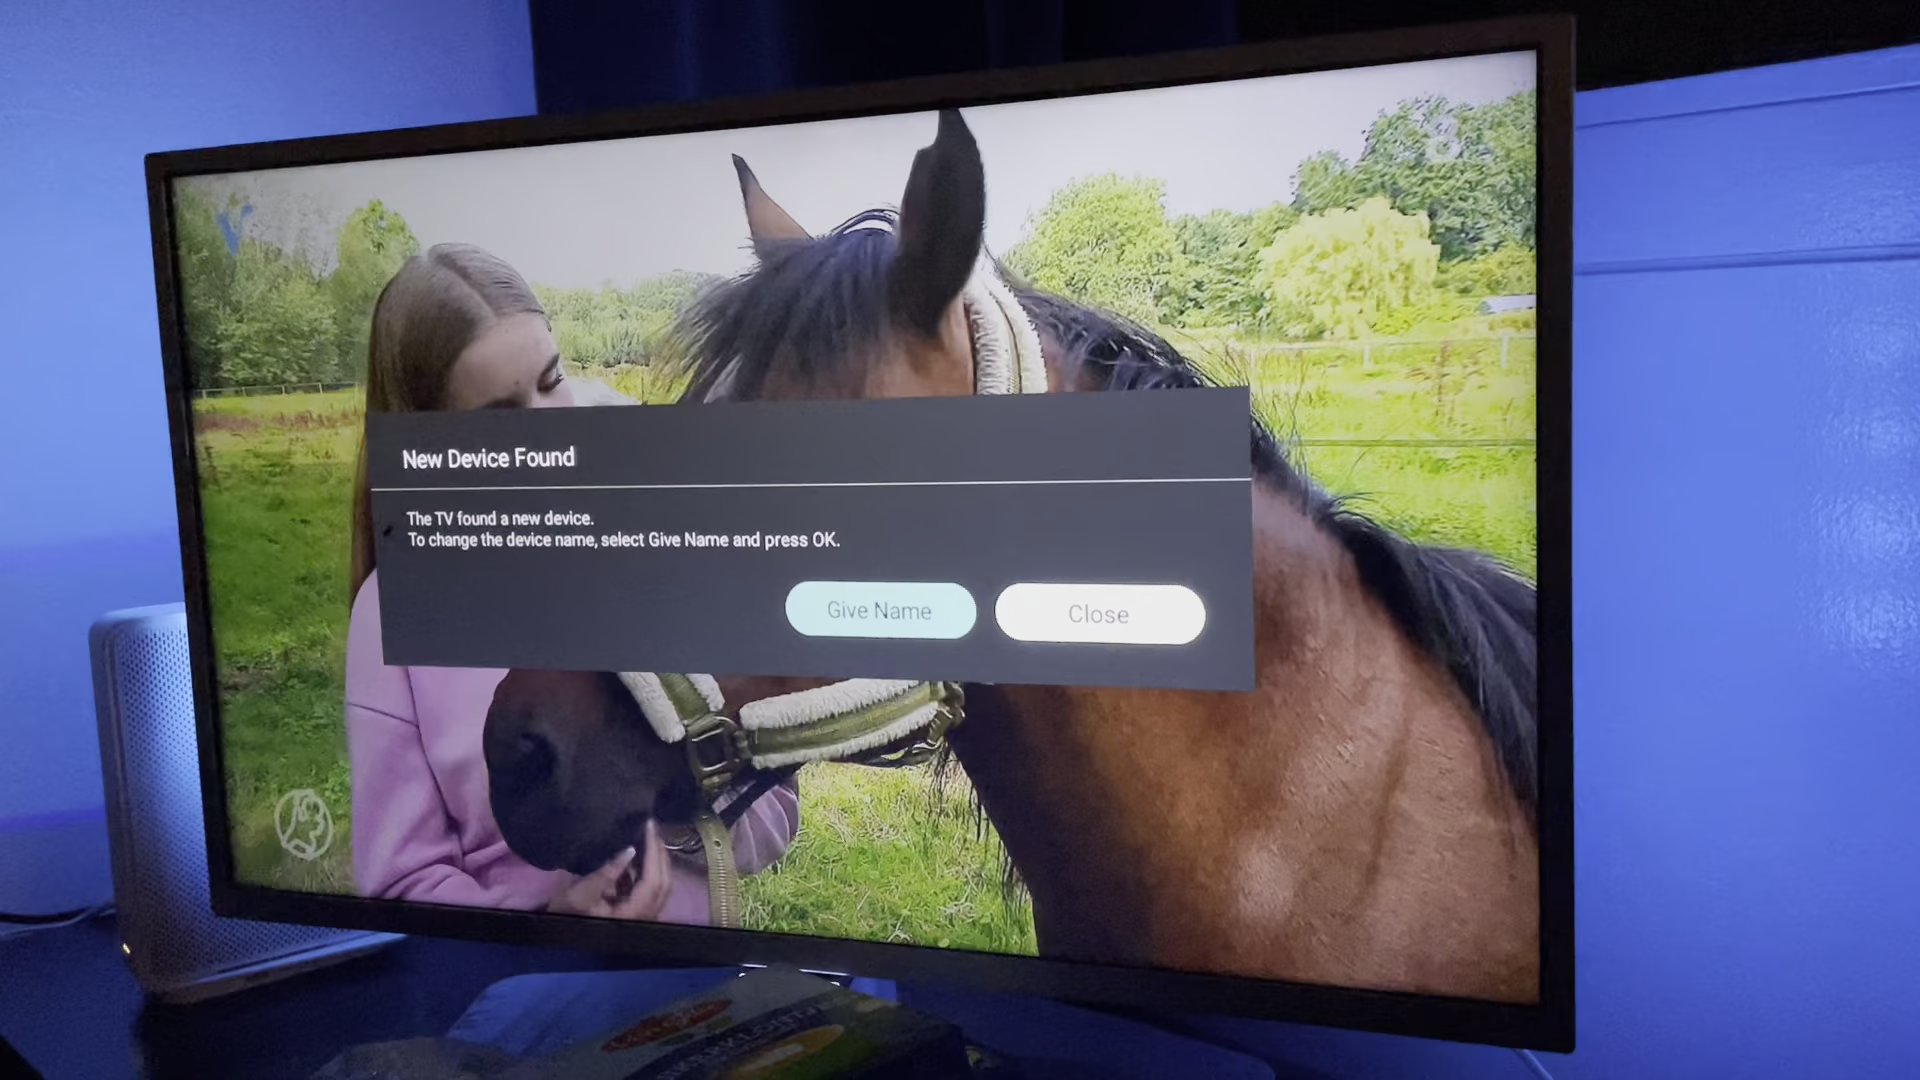 New Device Found
The TV found a new device.
To change the device name, select Give Name and press OK.
Give Name
Close